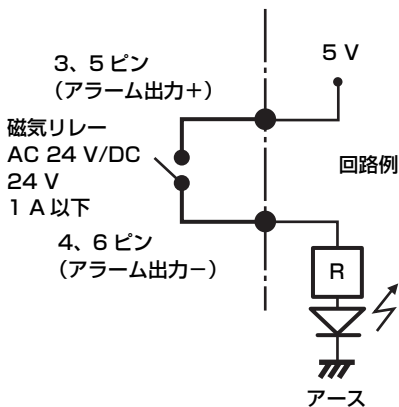 3、5 ピン
（アラーム出力＋）
5 V
磁気リレー
AC 24 V/DC
24 V
1 A 以下
回路例
4、6 ピン
（アラーム出力－）
R
アース